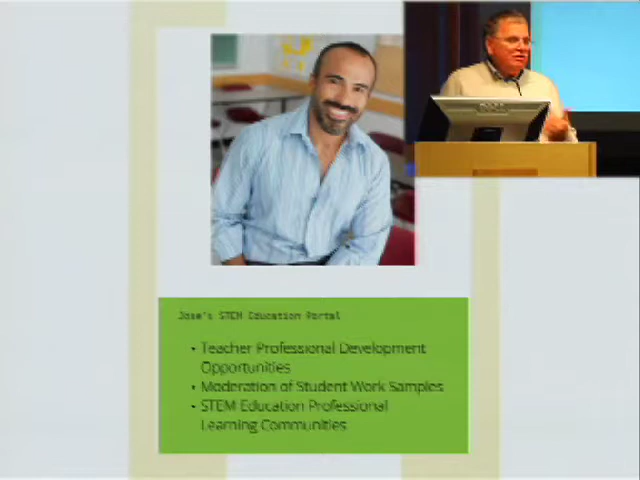 Jose's STEM Education Portal
• Teacher Professional Development
Opportunities
• Moderation of Student Work Samples
• STEM Education Professional
Learning Communities